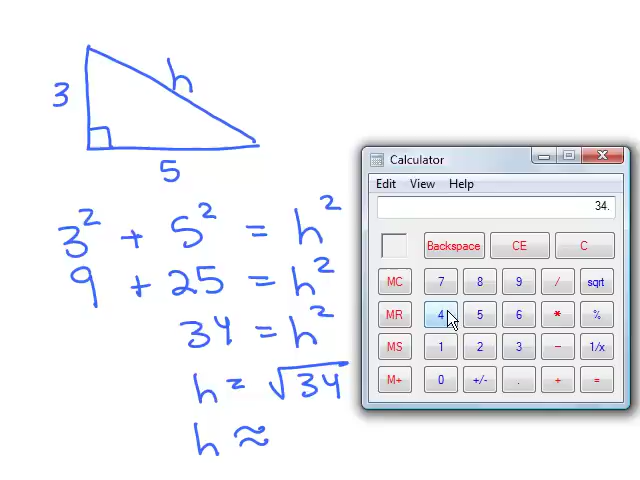 3
h
5
3² + 5² = h²
9 + 25 = h²
34 = h²
h = √34
h ≈
Calculator
Edit View Help
34.
Backspace CE C
MC 7 8 9 / sqrt
MR 4 5 6 * %
MS 1 2 3 − 1/x
M+ 0 +/- . + =